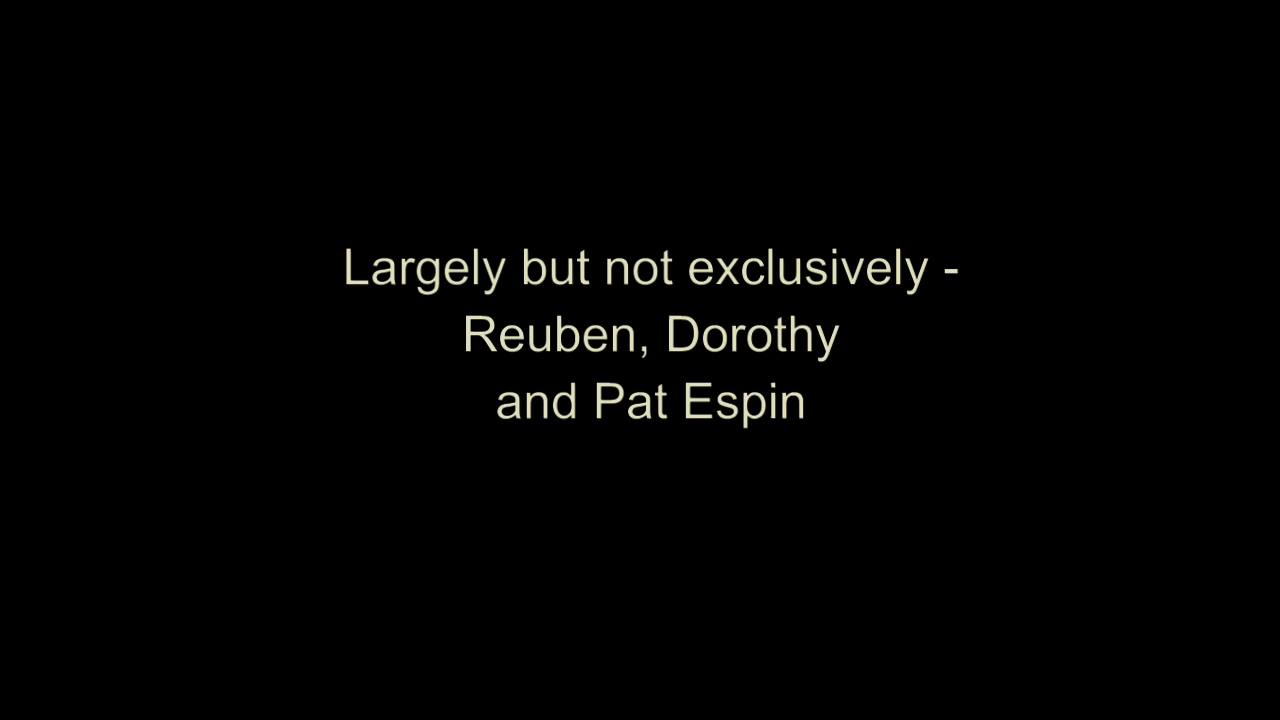 Largely but not exclusively -
Reuben, Dorothy
and Pat Espin